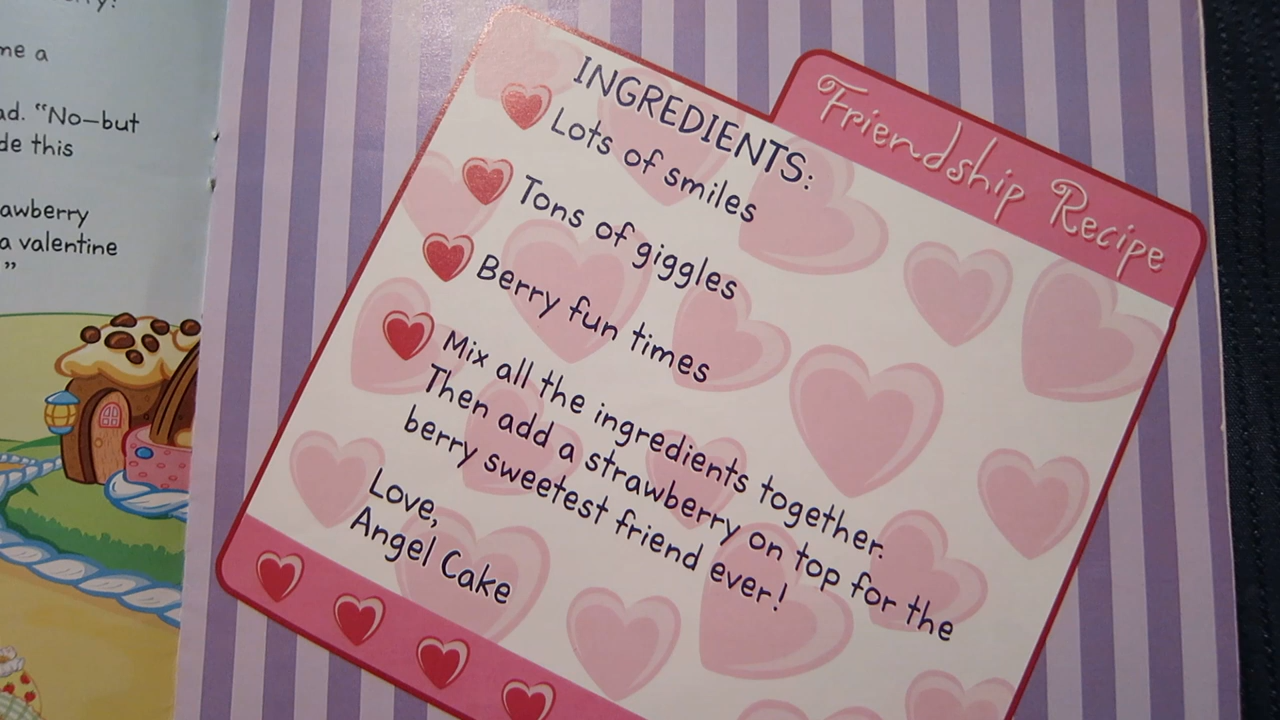 me a
"No—but
de this
awberry
a valentine
"
Friendship Recipe
INGREDIENTS:
Lots of smiles
Tons of giggles
Berry fun times
Mix all the ingredients together.
Then add a strawberry on top for the
berry sweetest friend ever!
Love,
Angel Cake